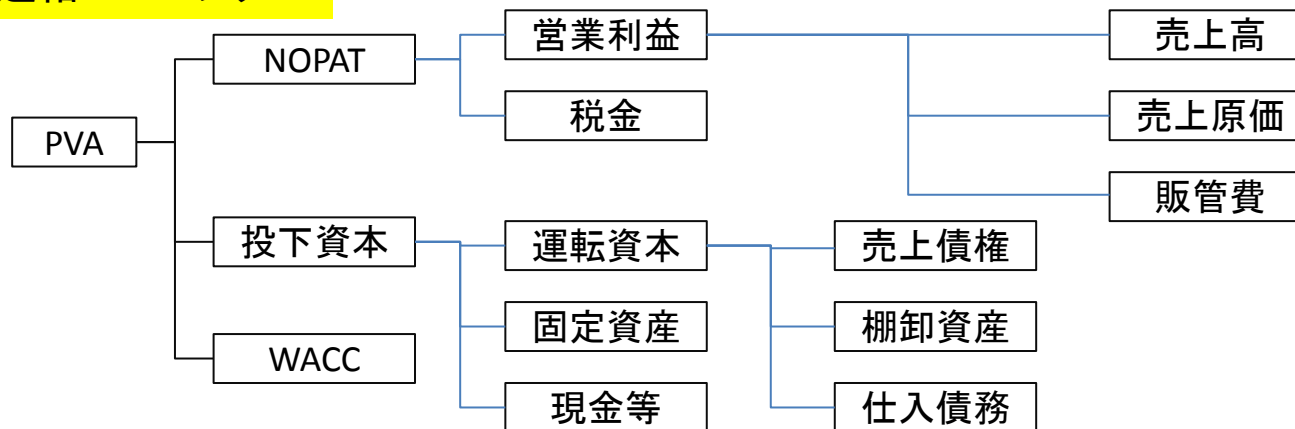 PVA
NOPAT
営業利益
売上高
税金
売上原価
販管費
投下資本
運転資本
売上債権
固定資産
棚卸資産
WACC
現金等
仕入債務